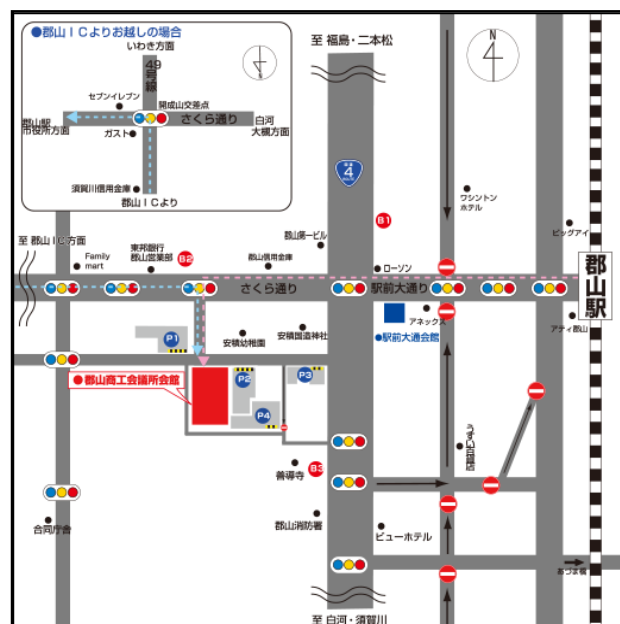 ●郡山ICよりお越しの場合
いわき方面
49号線
N
セブンイレブン
開成山交差点
郡山駅
市役所方面
さくら通り
白河
大槻方面
ガスト
須賀川信用金庫
郡山ICより
至 福島・二本松
N
4
ワシントン
ホテル
B1
郡山第一ビル
ビッグアイ
至 郡山IC方面
Family
mart
東邦銀行
郡山営業部
B2
郡山信用金庫
ローソン
郡山駅
さくら通り
駅前大通り
アネックス
アティ郡山
●駅前大通会館
P1
安積幼稚園
安積国造神社
●郡山商工会議所会館
P2
P3
P4
うすい百貨店
善導寺
B3
合同庁舎
郡山消防署
ビューホテル
あづま橋
至 白河・須賀川